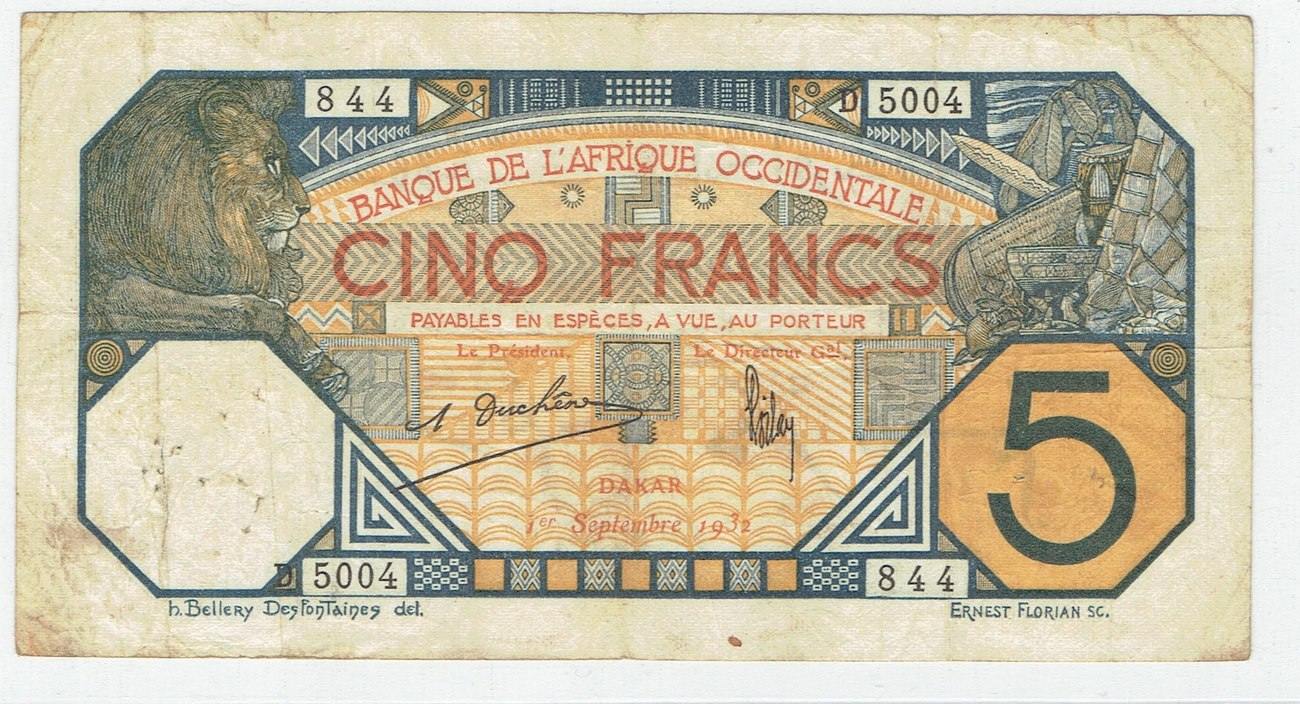 844
D 5004
BANQUE DE L'AFRIQUE OCCIDENTALE
CINQ FRANCS
PAYABLES EN ESPÈCES, A VUE, AU PORTEUR
Le Président,
Le Directeur Gal,
Duchêne
DAKAR
1er Septembre 1932
5
D 5004
844
h. Bellery Desfontaines del.
ERNEST FLORIAN SC.